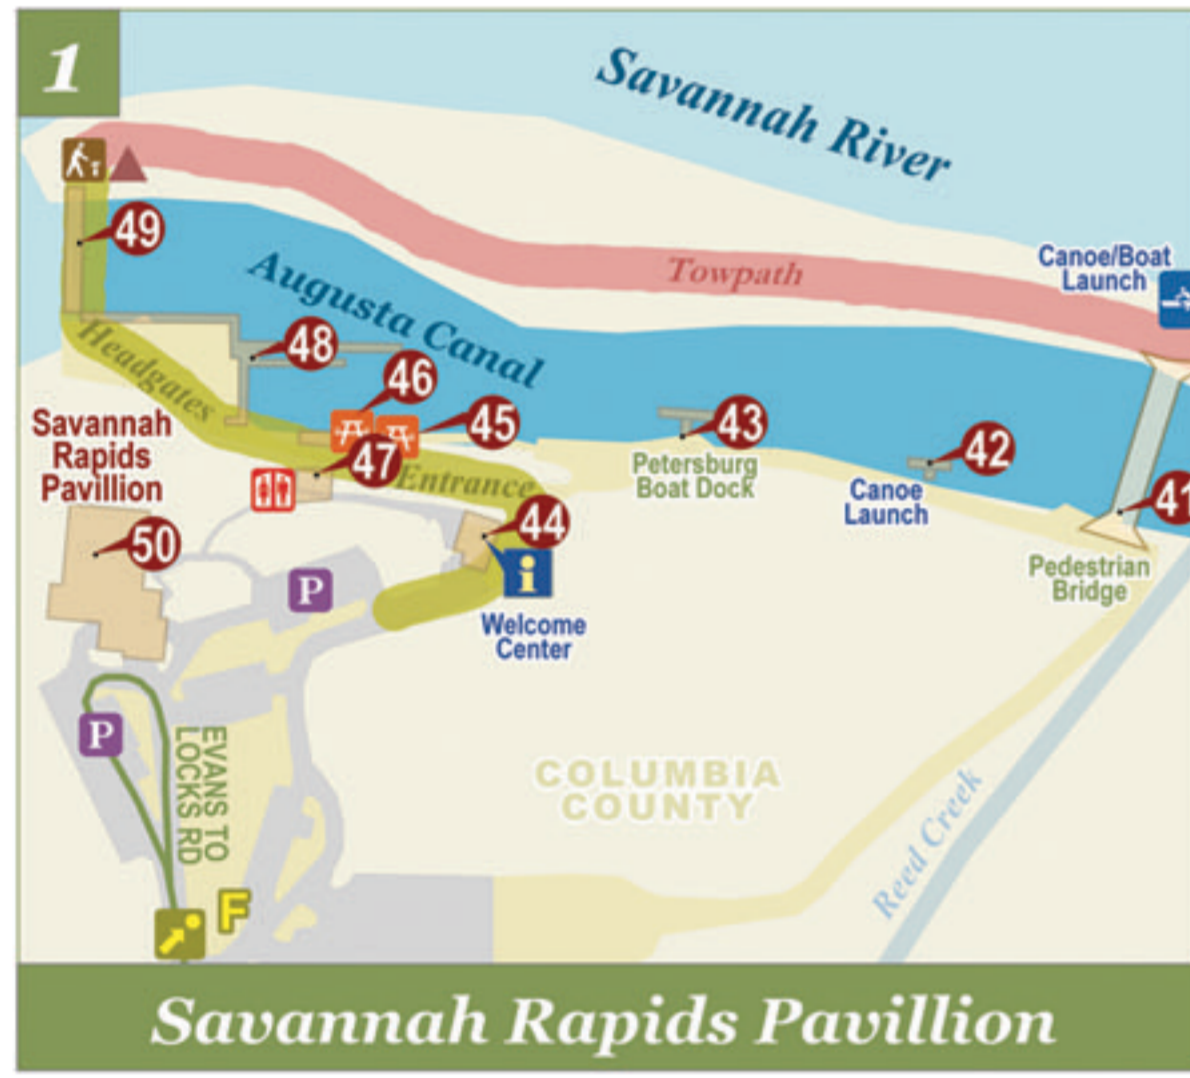 1
Savannah River
49
Towpath
Canoe/Boat
Launch
Augusta Canal
48
Headgates
46
45
43
42
Savannah
Rapids
Pavillion
47
Entrance
Petersburg
Boat Dock
Canoe
Launch
41
44
50
Pedestrian
Bridge
P
i
Welcome
Center
P
EVANS TO
LOCKS RD
COLUMBIA
COUNTY
Reed Creek
F
Savannah Rapids Pavillion